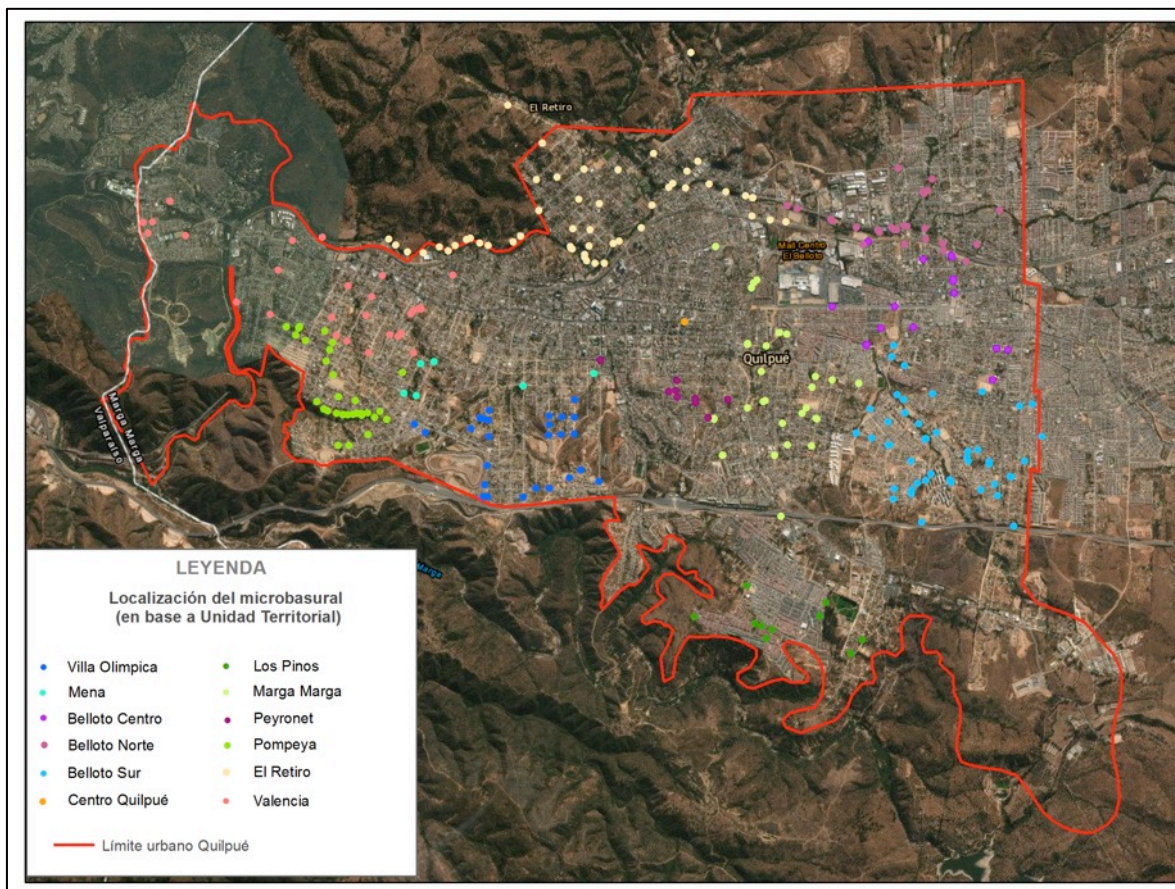 El Retiro
Mall Centro
El Belloto
Quilpué
Marga Marga
Valparaíso
Marga
LEYENDA
Localización del microbasural
(en base a Unidad Territorial)
Villa Olimpica
Mena
Belloto Centro
Belloto Norte
Belloto Sur
Centro Quilpué
Los Pinos
Marga Marga
Peyronet
Pompeya
El Retiro
Valencia
Límite urbano Quilpué